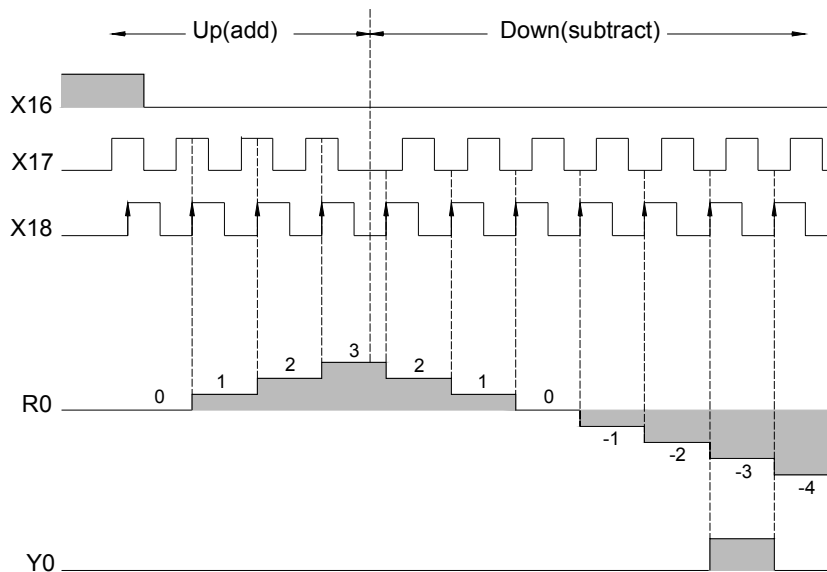 Up(add) Down(subtract)
X16
X17
X18
3
2 2
1 1
R0 0 0
-1
-2
-3
-4
Y0